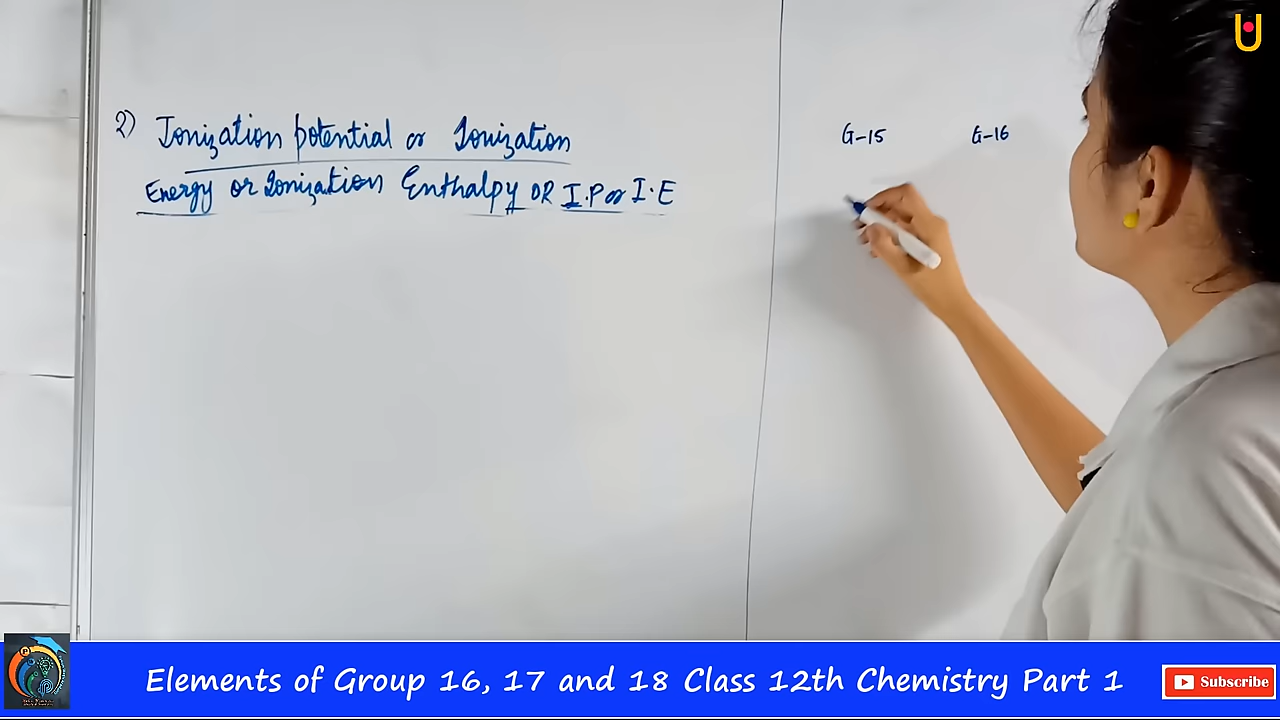 2) Ionization potential or Ionization
Energy or Ionization Enthalpy OR I.P or I.E
G-15
G-16
Elements of Group 16, 17 and 18 Class 12th Chemistry Part 1
Subscribe